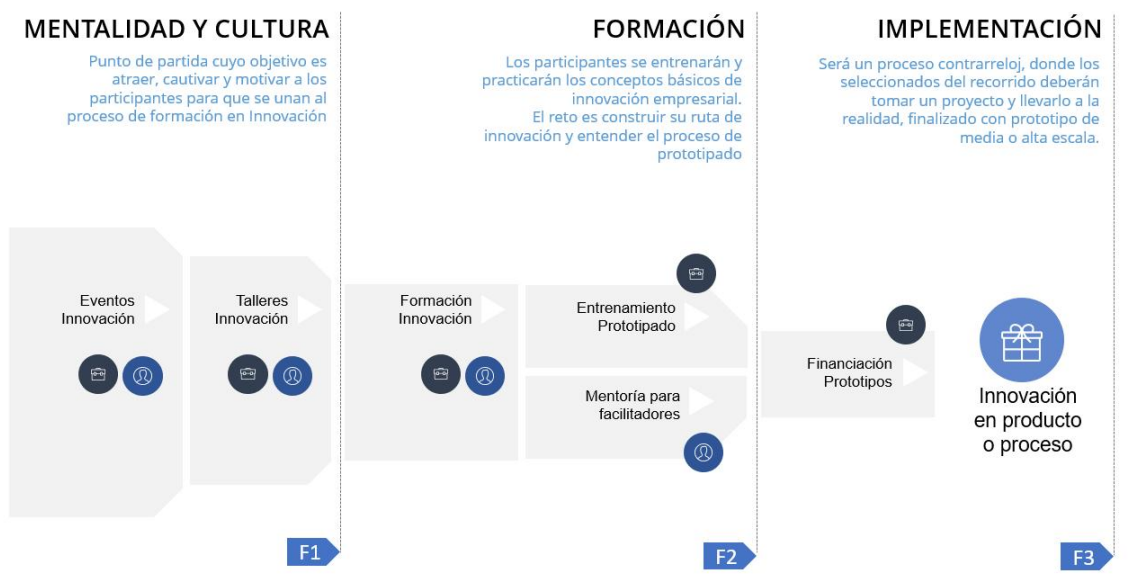 MENTALIDAD Y CULTURA
Punto de partida cuyo objetivo es
atraer, cautivar y motivar a los
participantes para que se unan al
proceso de formación en Innovación
FORMACIÓN
Los participantes se entrenarán y
practicarán los conceptos básicos de
innovación empresarial.
El reto es construir su ruta de
innovación y entender el proceso de
prototipado
IMPLEMENTACIÓN
Será un proceso contrarreloj, donde los
seleccionados del recorrido deberán
tomar un proyecto y llevarlo a la
realidad, finalizado con prototipo de
media o alta escala.
Eventos
Innovación
Talleres
Innovación
Formación
Innovación
Entrenamiento
Prototipado
Mentoría para
facilitadores
Financiación
Prototipos
Innovación
en producto
o proceso
F1
F2
F3